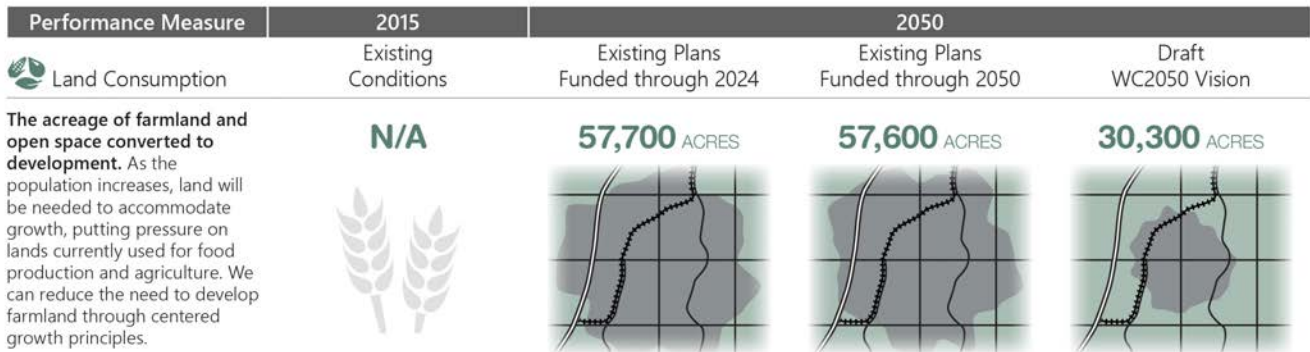 Performance Measure 2015 2050
Land Consumption
Existing
Conditions
Existing Plans
Funded through 2024
Existing Plans
Funded through 2050
Draft
WC2050 Vision
The acreage of farmland and
open space converted to
development. As the
population increases, land will
be needed to accommodate
growth, putting pressure on
lands currently used for food
production and agriculture. We
can reduce the need to develop
farmland through centered
growth principles.
N/A
57,700 ACRES
57,600 ACRES
30,300 ACRES